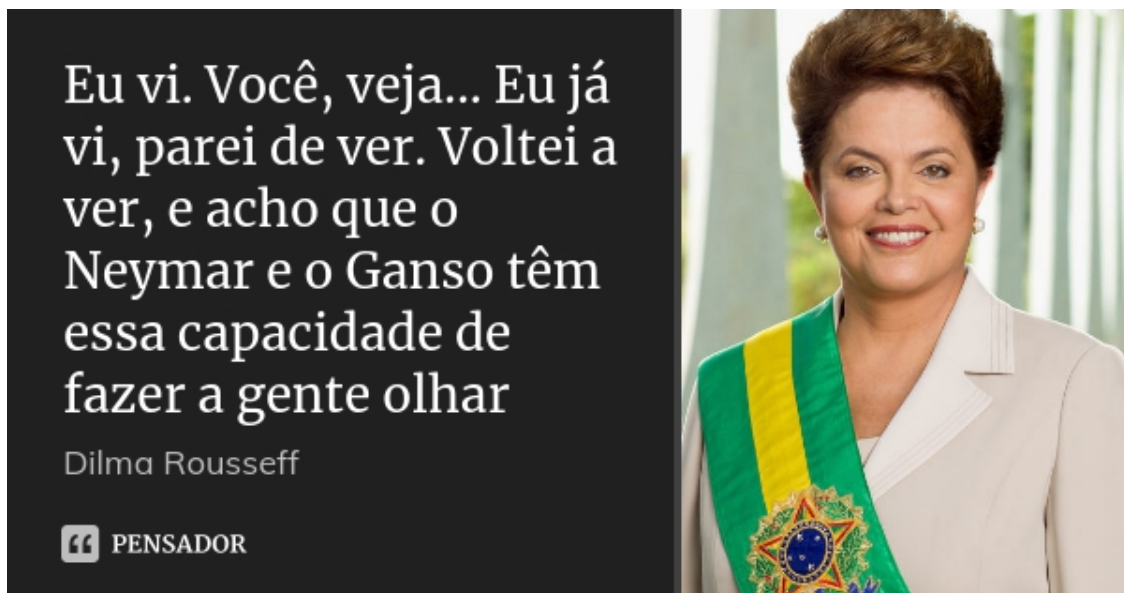 Eu vi. Você, veja... Eu já
vi, parei de ver. Voltei a
ver, e acho que o
Neymar e o Ganso têm
essa capacidade de
fazer a gente olhar
Dilma Rousseff
PENSADOR